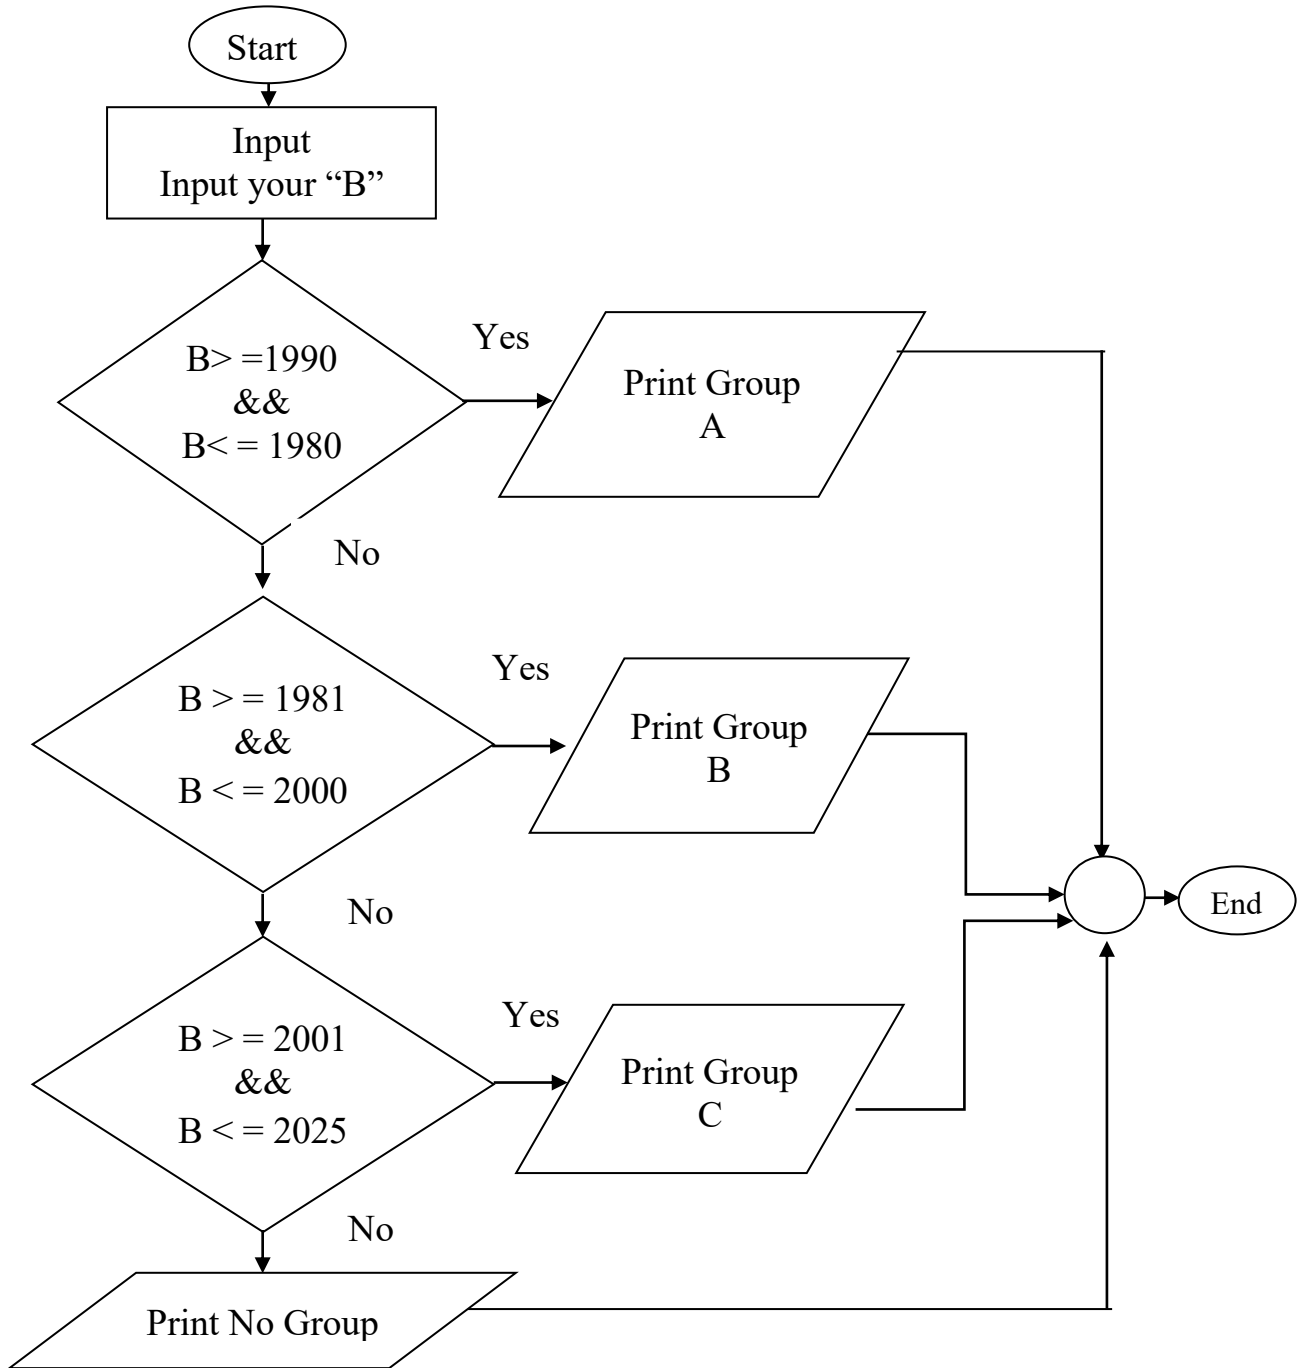 Start
Input
Input your “B”
B> =1990
&&
B< = 1980
Yes
Print Group
A
No
B > = 1981
&&
B < = 2000
Yes
Print Group
B
No
End
B > = 2001
&&
B < = 2025
Yes
Print Group
C
No
Print No Group